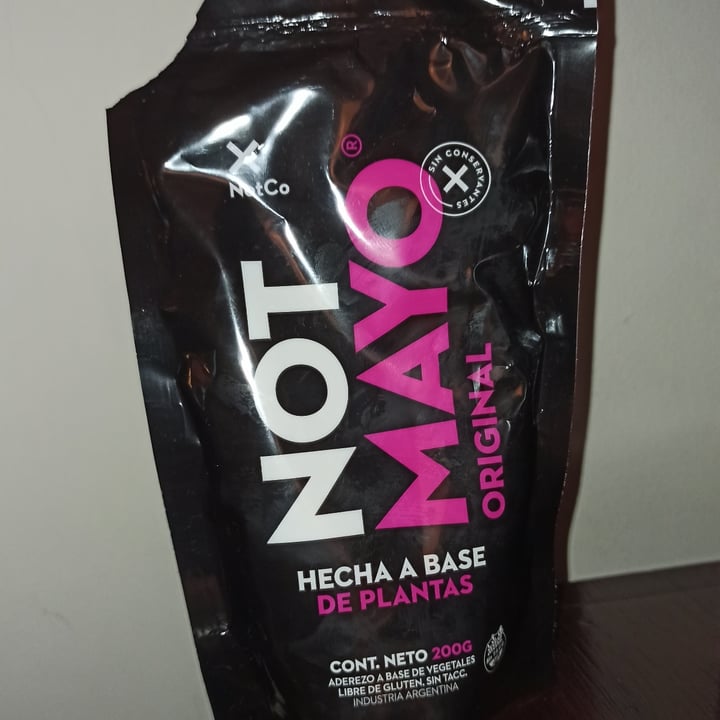 NotCo
SIN CONSERVANTES
NOT
MAYO®
ORIGINAL
HECHA A BASE
DE PLANTAS
CONT. NETO 200G
ADEREZO A BASE DE VEGETALES
LIBRE DE GLUTEN. SIN TACC.
INDUSTRIA ARGENTINA